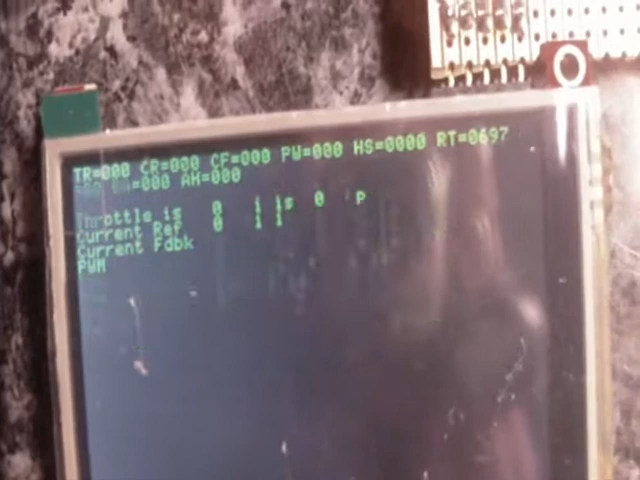 TR=000 CR=000 CF=000 PW=000 HS=0000 RT=0697
=000 AH=000
Throttle is 0 i is 0 P
Current Ref 0 i i
Current Fdbk
PWM